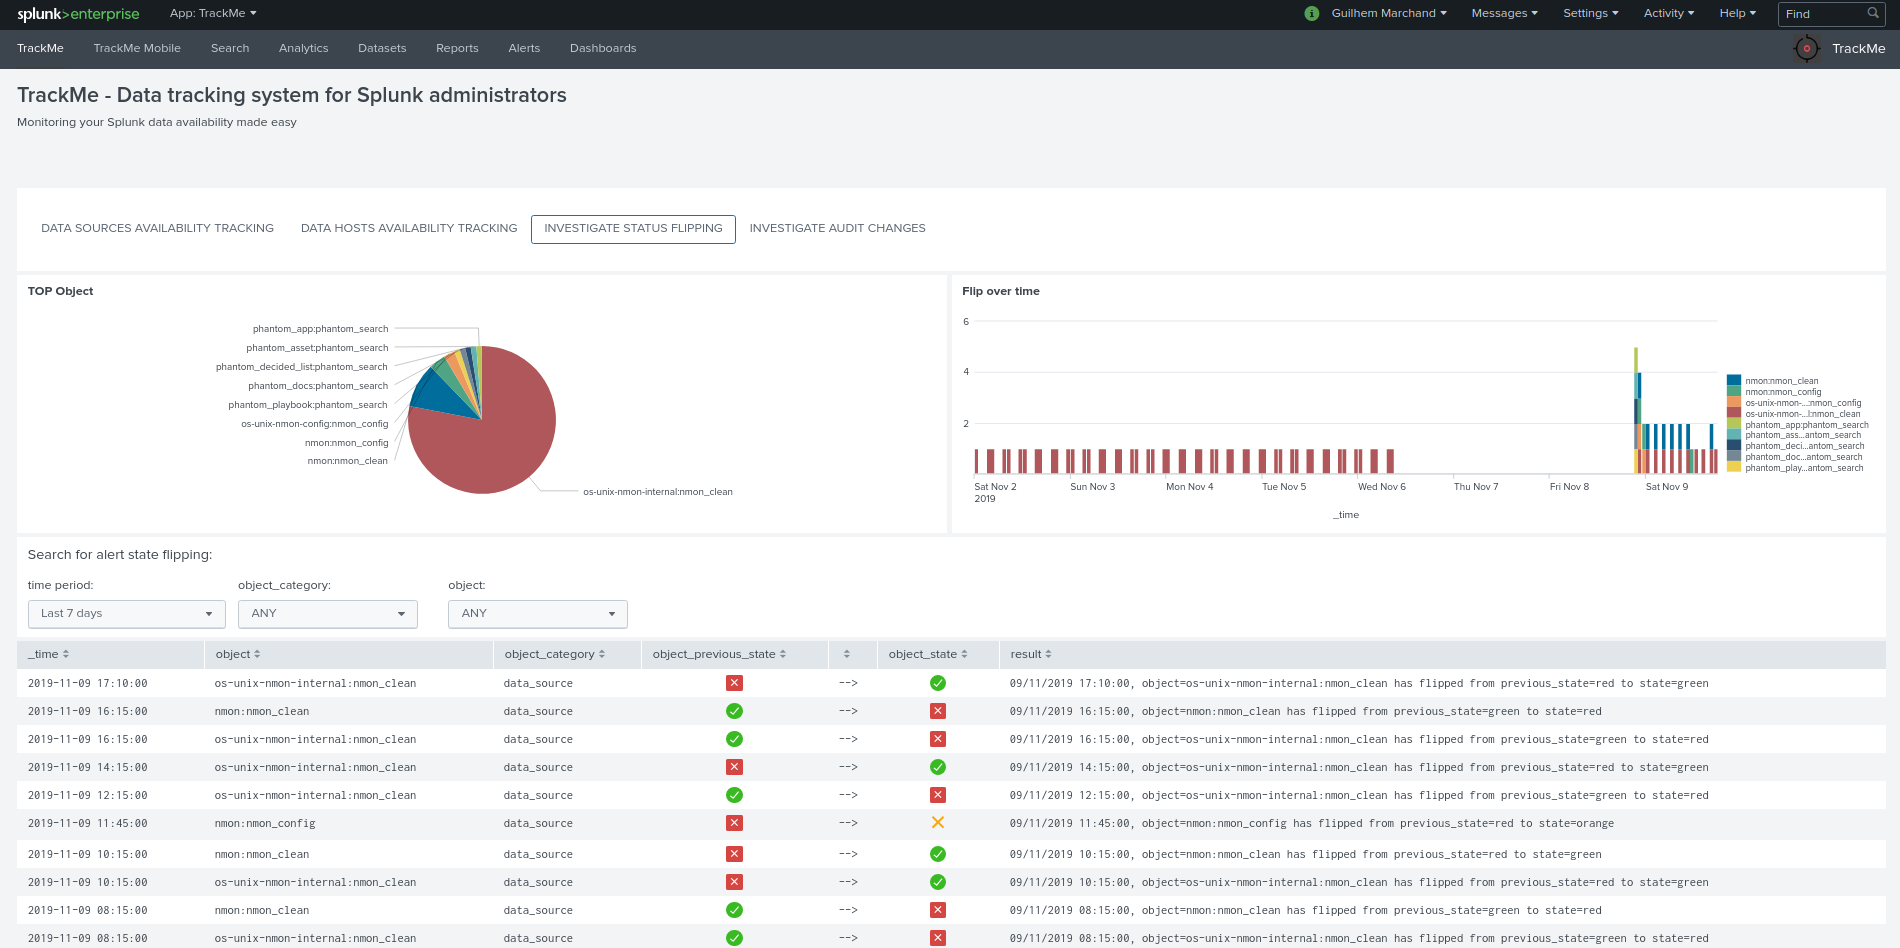 splunk>enterprise App: TrackMe Guilhem Marchand Messages Settings Activity Help Find
TrackMe TrackMe Mobile Search Analytics Datasets Reports Alerts Dashboards TrackMe
TrackMe - Data tracking system for Splunk administrators
Monitoring your Splunk data availability made easy
DATA SOURCES AVAILABILITY TRACKING DATA HOSTS AVAILABILITY TRACKING INVESTIGATE STATUS FLIPPING INVESTIGATE AUDIT CHANGES
TOP Object
phantom_app:phantom_search
phantom_asset:phantom_search
phantom_decided_list:phantom_search
phantom_docs:phantom_search
phantom_playbook:phantom_search
os-unix-nmon-config:nmon_config
nmon:nmon_config
nmon:nmon_clean
os-unix-nmon-internal:nmon_clean
Flip over time
6
4
2
Sat Nov 2 Sun Nov 3 Mon Nov 4 Tue Nov 5 Wed Nov 6 Thu Nov 7 Fri Nov 8 Sat Nov 9
2019
_time
nmon:nmon_clean
nmon:nmon_config
os-unix-nmon-...:nmon_config
os-unix-nmon-...l:nmon_clean
phantom_app:phantom_search
phantom_ass...antom_search
phantom_deci...antom_search
phantom_doc...antom_search
phantom_play...antom_search
Search for alert state flipping:
time period: object_category: object:
Last 7 days ANY ANY
_time object object_category object_previous_state object_state result
2019-11-09 17:10:00 os-unix-nmon-internal:nmon_clean data_source --> 09/11/2019 17:10:00, object=os-unix-nmon-internal:nmon_clean has flipped from previous_state=red to state=green
2019-11-09 16:15:00 nmon:nmon_clean data_source --> 09/11/2019 16:15:00, object=nmon:nmon_clean has flipped from previous_state=green to state=red
2019-11-09 16:15:00 os-unix-nmon-internal:nmon_clean data_source --> 09/11/2019 16:15:00, object=os-unix-nmon-internal:nmon_clean has flipped from previous_state=green to state=red
2019-11-09 14:15:00 os-unix-nmon-internal:nmon_clean data_source --> 09/11/2019 14:15:00, object=os-unix-nmon-internal:nmon_clean has flipped from previous_state=red to state=green
2019-11-09 12:15:00 os-unix-nmon-internal:nmon_clean data_source --> 09/11/2019 12:15:00, object=os-unix-nmon-internal:nmon_clean has flipped from previous_state=green to state=red
2019-11-09 11:45:00 nmon:nmon_config data_source --> 09/11/2019 11:45:00, object=nmon:nmon_config has flipped from previous_state=red to state=orange
2019-11-09 10:15:00 nmon:nmon_clean data_source --> 09/11/2019 10:15:00, object=nmon:nmon_clean has flipped from previous_state=red to state=green
2019-11-09 10:15:00 os-unix-nmon-internal:nmon_clean data_source --> 09/11/2019 10:15:00, object=os-unix-nmon-internal:nmon_clean has flipped from previous_state=red to state=green
2019-11-09 08:15:00 nmon:nmon_clean data_source --> 09/11/2019 08:15:00, object=nmon:nmon_clean has flipped from previous_state=green to state=red
2019-11-09 08:15:00 os-unix-nmon-internal:nmon_clean data_source --> 09/11/2019 08:15:00, object=os-unix-nmon-internal:nmon_clean has flipped from previous_state=green to state=red